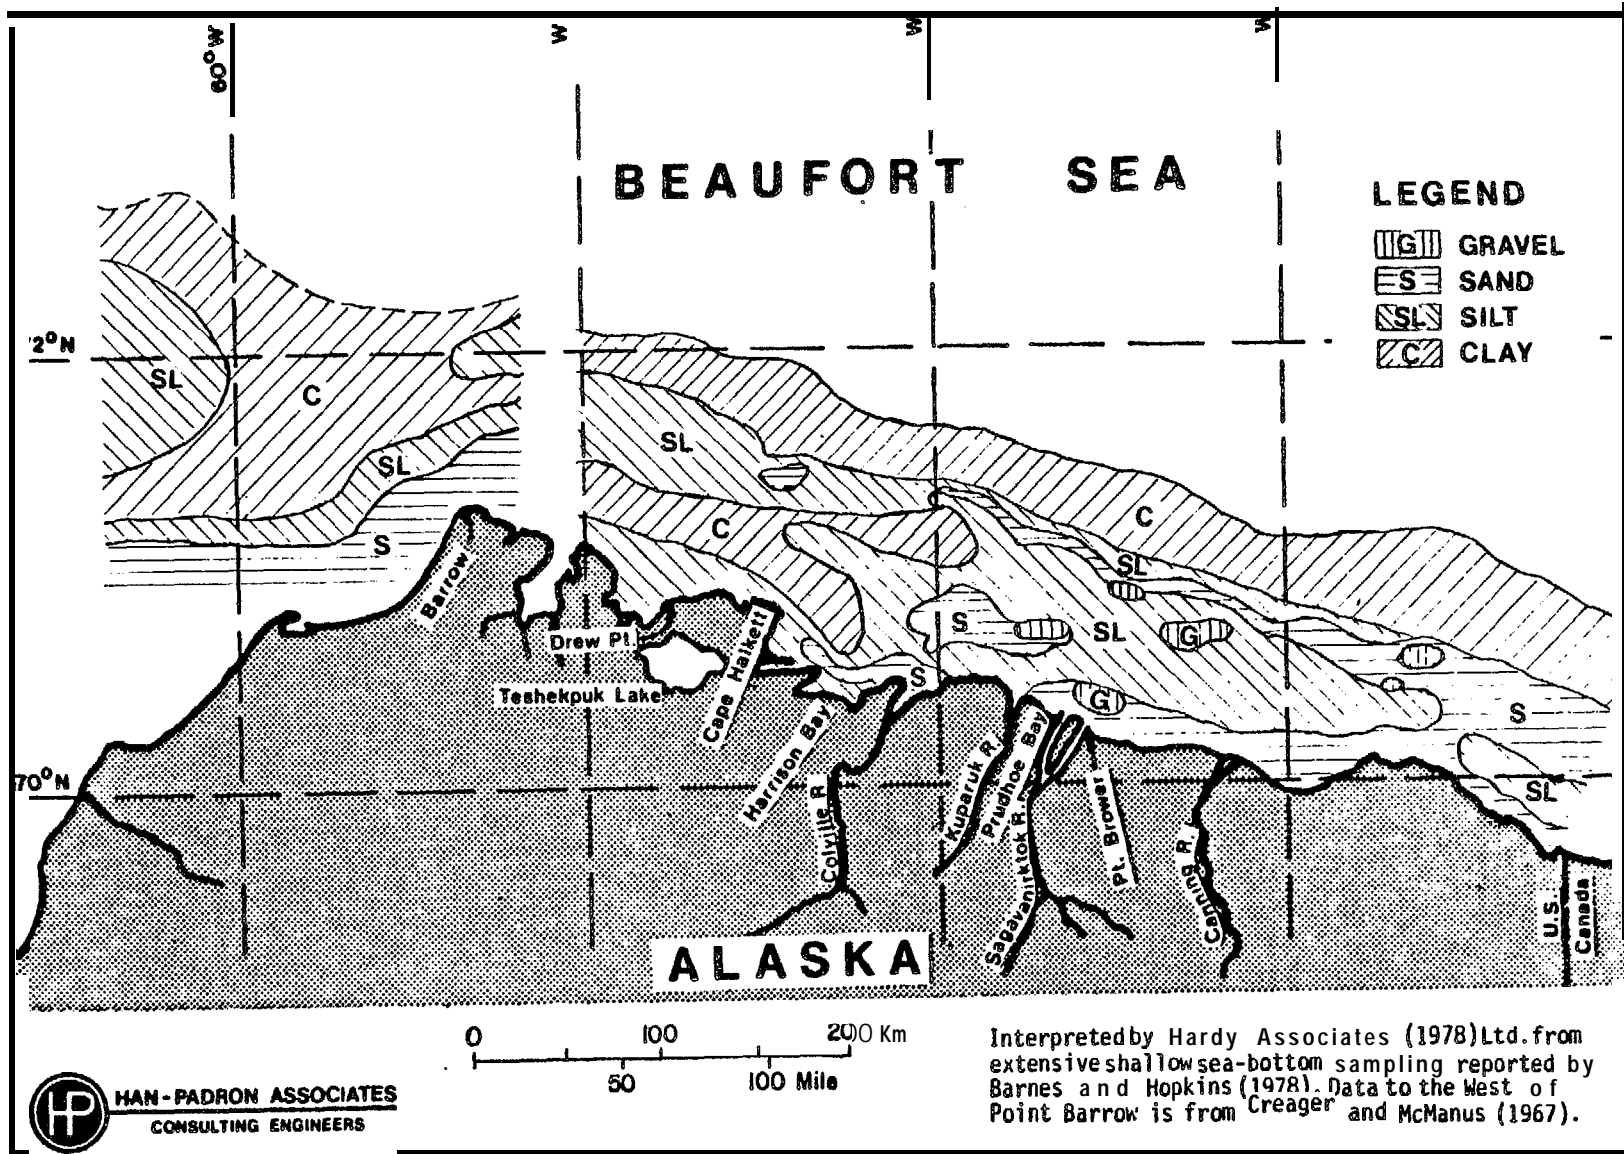 60°W
W
W
W
BEAUFORT SEA
LEGEND
G GRAVEL
S SAND
SL SILT
C CLAY
2°N
SL
C
SL
S
SL
C
C
SL
S
SL
G
S
G
S
SL
Barrow
Drew Pt.
Teshekpuk Lake
Cape Halkett
Harrison Bay
Colville R.
Kuparuk R.
Prudhoe Bay
Sagavanirktok R.
Pt. Brower
Canning R.
U.S.
Canada
70°N
ALASKA
0 100 200 Km
50 100 Mile
HP
HAN-PADRON ASSOCIATES
CONSULTING ENGINEERS
Interpreted by Hardy Associates (1978) Ltd. from
extensive shallow sea-bottom sampling reported by
Barnes and Hopkins (1978). Data to the West of
Point Barrow is from Creager and McManus (1967).